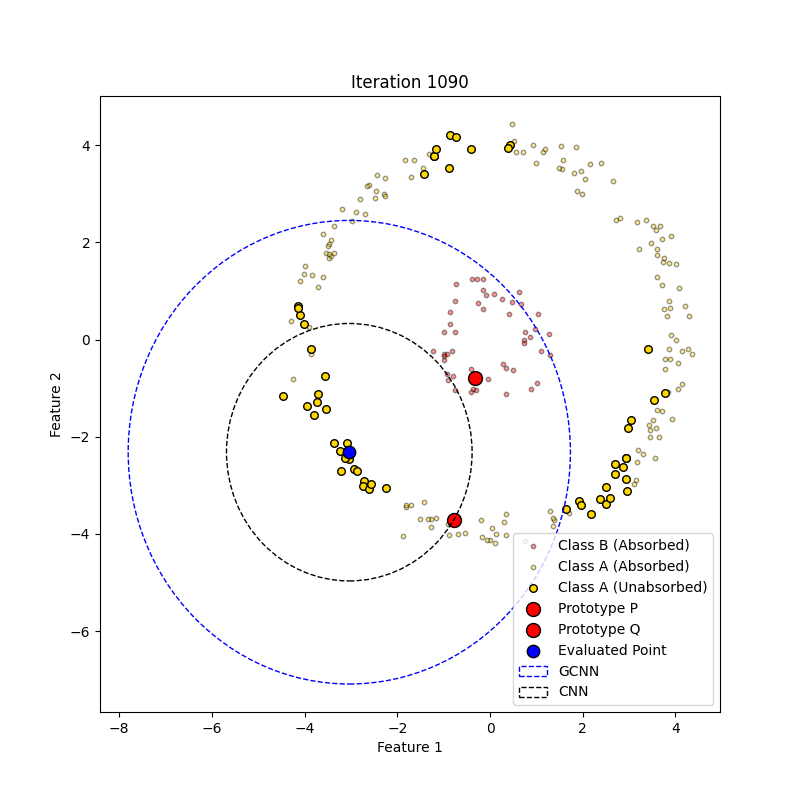 Iteration 1090
Feature 2
4
2
0
−2
−4
−6
−8
−6
−4
−2
0
2
4
Feature 1
Class B (Absorbed)
Class A (Absorbed)
Class A (Unabsorbed)
Prototype P
Prototype Q
Evaluated Point
GCNN
CNN